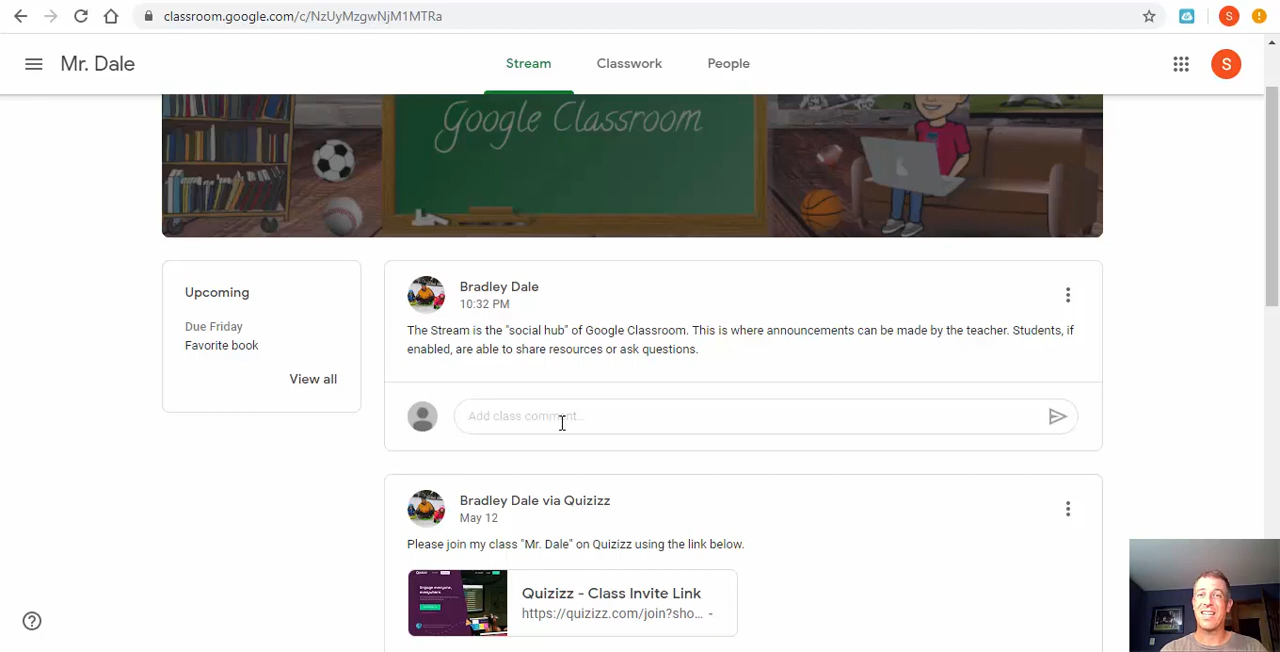 classroom.google.com/c/NzUyMzgwNjM1MTRa
S
Mr. Dale
Stream
Classwork
People
S
Google Classroom
Upcoming
Due Friday
Favorite book
View all
Bradley Dale
10:32 PM
The Stream is the "social hub" of Google Classroom. This is where announcements can be made by the teacher. Students, if
enabled, are able to share resources or ask questions.
Add class comment...
Bradley Dale via Quizizz
May 12
Please join my class "Mr. Dale" on Quizizz using the link below.
Quizizz - Class Invite Link
https://quizizz.com/join?sho... -